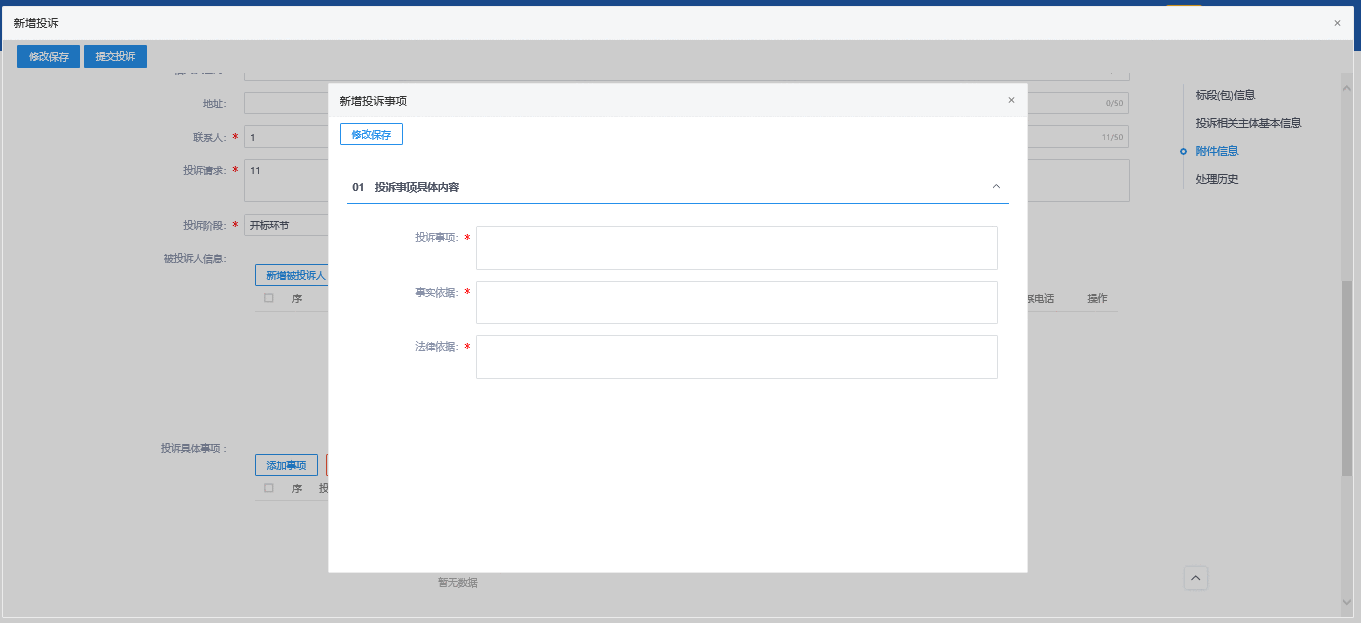 新增投诉
修改保存 提交投诉
地址: 0/50
联系人: * 1 11/50
投诉请求: * 11
投诉阶段: * 开标环节
被投诉人信息:
新增被投诉人
序 电话 操作
投诉具体事项:
添加事项
序 投
暂无数据
新增投诉事项
修改保存
01 投诉事项具体内容
投诉事项: *
事实依据: *
法律依据: *
标段(包)信息
投诉相关主体基本信息
附件信息
处理历史